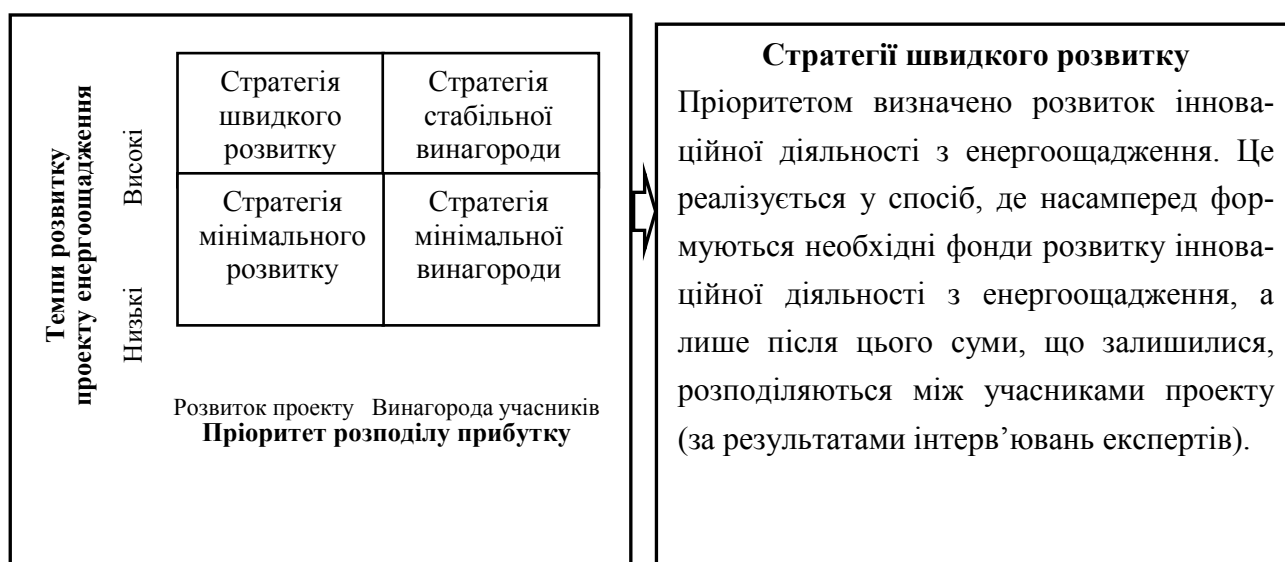 Темпи розвитку
проекту енергоощадження
Високі
Низькі
Стратегія
швидкого
розвитку
Стратегія
стабільної
винагороди
Стратегія
мінімального
розвитку
Стратегія
мінімальної
винагороди
Розвиток проекту
Винагорода учасників
Пріоритет розподілу прибутку
Стратегії швидкого розвитку
Пріоритетом визначено розвиток іннова-
ційної діяльності з енергоощадження. Це
реалізується у спосіб, де насамперед фор-
муються необхідні фонди розвитку іннова-
ційної діяльності з енергоощадження, а
лише після цього суми, що залишилися,
розподіляються між учасниками проекту
(за результатами інтерв’ювань експертів).